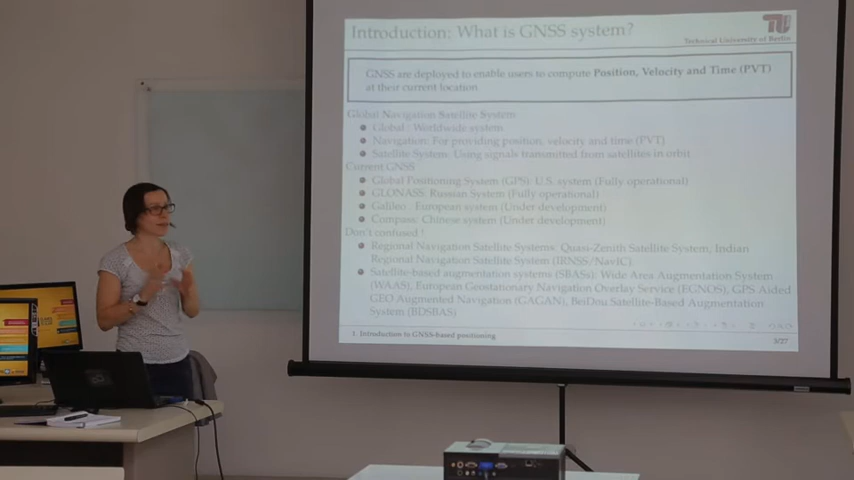 Introduction: What is GNSS system?
Technical University of Berlin
GNSS are deployed to enable users to compute Position, Velocity and Time (PVT)
at their current location
Global Navigation Satellite System
Global: Worldwide system
Navigation: For providing position, velocity and time (PVT)
Satellite System: Using signals transmitted from satellites in orbit
Current GNSS
Global Positioning System (GPS): U.S. system (Fully operational)
GLONASS: Russian System (Fully operational)
Galileo: European system (Under development)
Compass: Chinese system (Under development)
Don't confused !
Regional Navigation Satellite Systems: Quasi-Zenith Satellite System, Indian
Regional Navigation Satellite System (IRNSS/NavIC)
Satellite-based augmentation systems (SBASs): Wide Area Augmentation System
(WAAS), European Geostationary Navigation Overlay Service (EGNOS), GPS Aided
GEO Augmented Navigation (GAGAN), BeiDou Satellite-Based Augmentation
System (BDSBAS)
1. Introduction to GNSS-based positioning
3/27